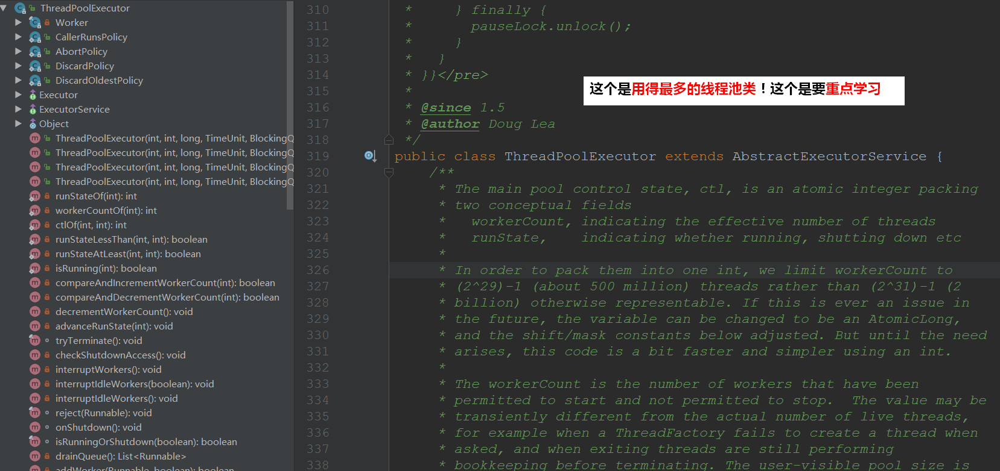 ThreadPoolExecutor
Worker
CallerRunsPolicy
AbortPolicy
DiscardPolicy
DiscardOldestPolicy
Executor
ExecutorService
Object
ThreadPoolExecutor(int, int, long, TimeUnit, BlockingQ
ThreadPoolExecutor(int, int, long, TimeUnit, BlockingQ
ThreadPoolExecutor(int, int, long, TimeUnit, BlockingQ
ThreadPoolExecutor(int, int, long, TimeUnit, BlockingQ
runStateOf(int): int
workerCountOf(int): int
ctlOf(int, int): int
runStateLessThan(int, int): boolean
runStateAtLeast(int, int): boolean
isRunning(int): boolean
compareAndIncrementWorkerCount(int): boolean
compareAndDecrementWorkerCount(int): boolean
decrementWorkerCount(): void
advanceRunState(int): void
tryTerminate(): void
checkShutdownAccess(): void
interruptWorkers(): void
interruptIdleWorkers(boolean): void
interruptIdleWorkers(): void
reject(Runnable): void
onShutdown(): void
isRunningOrShutdown(boolean): boolean
drainQueue(): List<Runnable>
addWorker(Runnable, boolean): boolean
310 * } finally {
311 * pauseLock.unlock();
312 * }
313 * }
314 * }}</pre>
315 *
316 * @since 1.5
317 * @author Doug Lea
318 */
319 public class ThreadPoolExecutor extends AbstractExecutorService {
320 /**
321 * The main pool control state, ctl, is an atomic integer packing
322 * two conceptual fields
323 * workerCount, indicating the effective number of threads
324 * runState, indicating whether running, shutting down etc
325 *
326 * In order to pack them into one int, we limit workerCount to
327 * (2^29)-1 (about 500 million) threads rather than (2^31)-1 (2
328 * billion) otherwise representable. If this is ever an issue in
329 * the future, the variable can be changed to be an AtomicLong,
330 * and the shift/mask constants below adjusted. But until the need
331 * arises, this code is a bit faster and simpler using an int.
332 *
333 * The workerCount is the number of workers that have been
334 * permitted to start and not permitted to stop. The value may be
335 * transiently different from the actual number of live threads,
336 * for example when a ThreadFactory fails to create a thread when
337 * asked, and when exiting threads are still performing
338 * bookkeeping before terminating. The user-visible pool size is
这个是用得最多的线程池类！这个是要重点学习